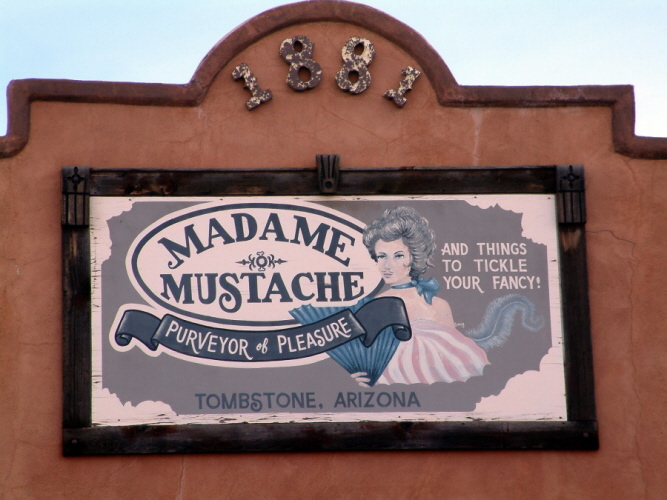 1881
MADAME
MUSTACHE
PURVEYOR of PLEASURE
AND THINGS
TO TICKLE
YOUR FANCY!
TOMBSTONE, ARIZONA